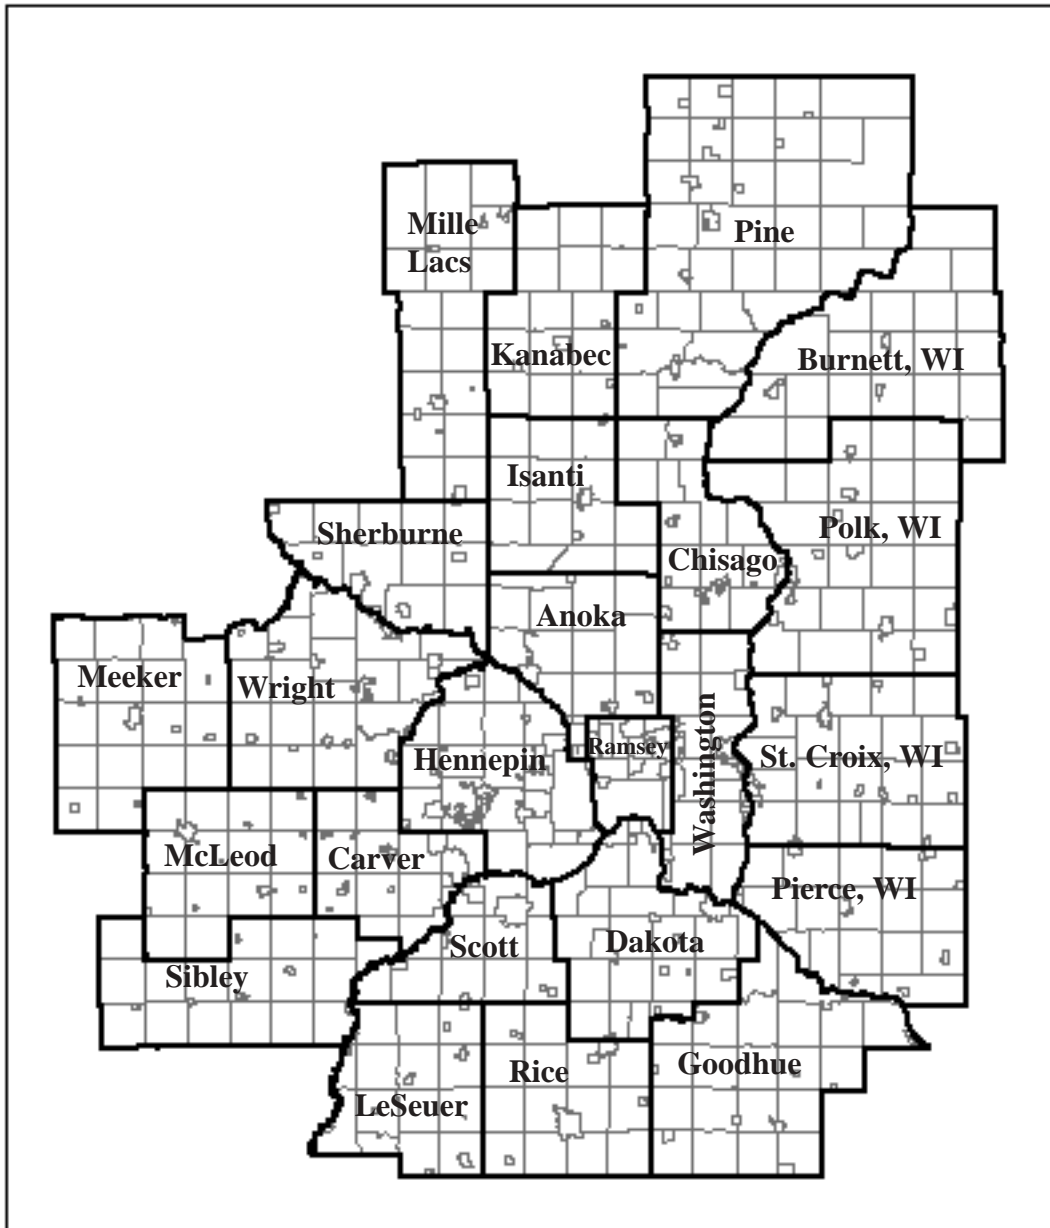 Mille
Lacs
Pine
Kanabec
Burnett, WI
Isanti
Sherburne
Polk, WI
Chisago
Anoka
Meeker
Wright
Washington
Ramsey
Hennepin
St. Croix, WI
McLeod
Carver
Pierce, WI
Scott
Dakota
Sibley
Rice
Goodhue
LeSeuer